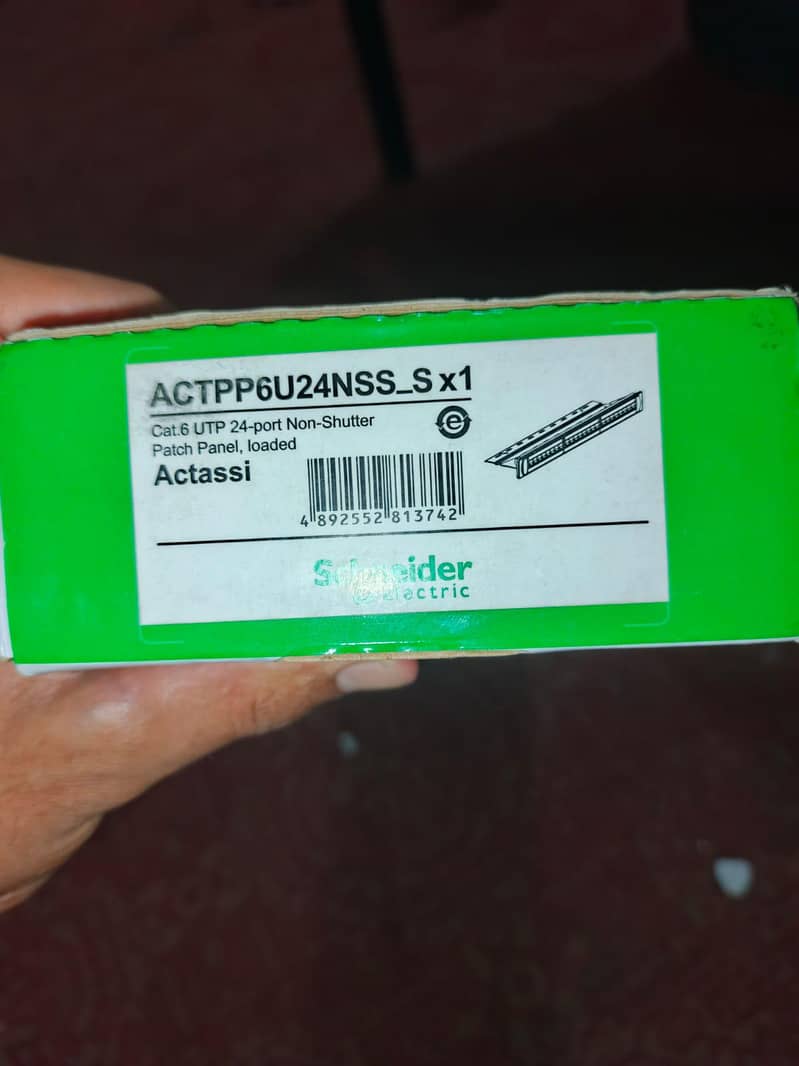 ACTPP6U24NSS_S x1
Cat.6 UTP 24-port Non-Shutter
Patch Panel, loaded
Actassi
4 892552 813742
Schneider
Electric